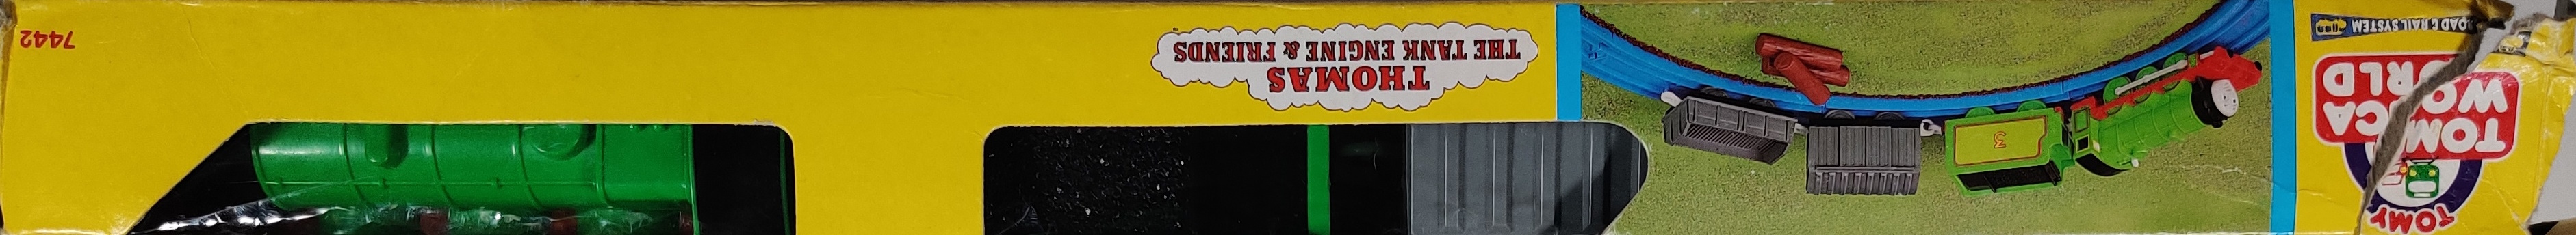 TOMY
TOMICA
WORLD
ROAD & RAIL SYSTEM
3
THOMAS
THE TANK ENGINE & FRIENDS
7442